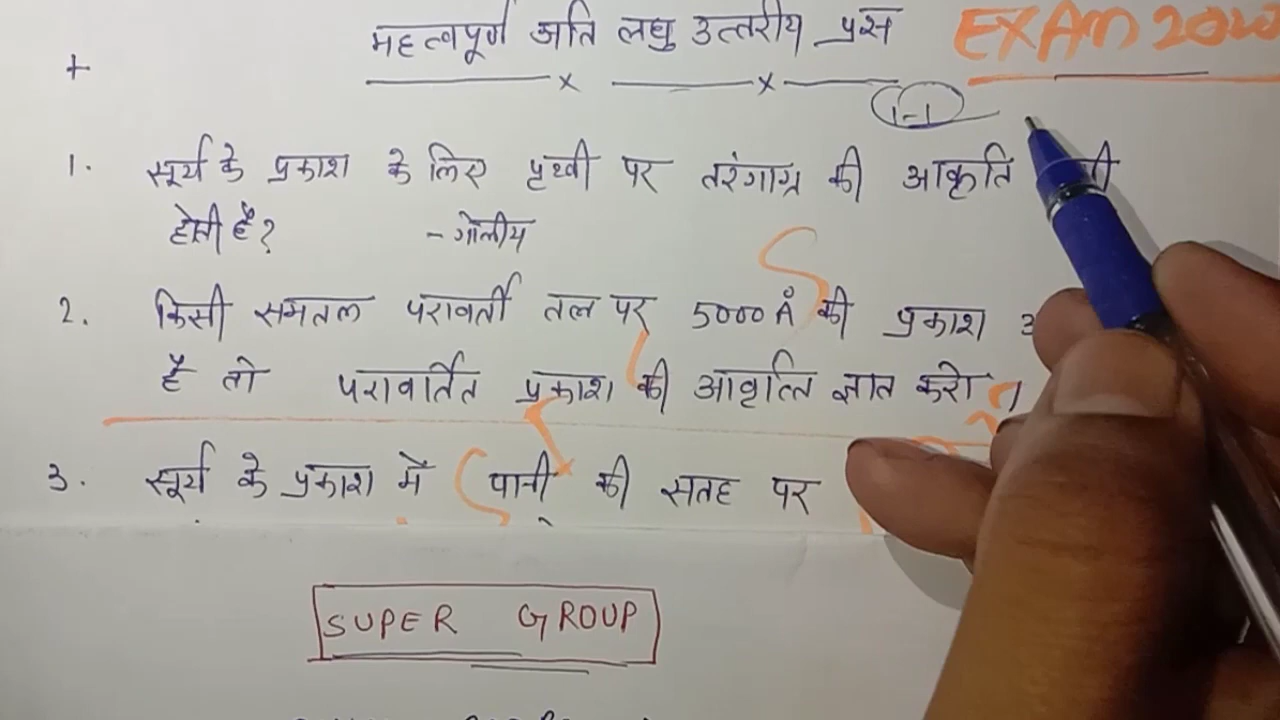 महत्वपूर्ण अति लघु उत्तरीय प्रश्न
EXAM
1-1
1. सूर्य के प्रकाश के लिए पृथ्वी पर तरंगाग्र की आकृति
होती है? - गोलीय
2. किसी समतल परावर्ती तल पर 5000 Å की प्रकाश
है तो परावर्तित प्रकाश की आवृत्ति ज्ञात करो।
3. सूर्य के प्रकाश में पानी की सतह पर
SUPER GROUP